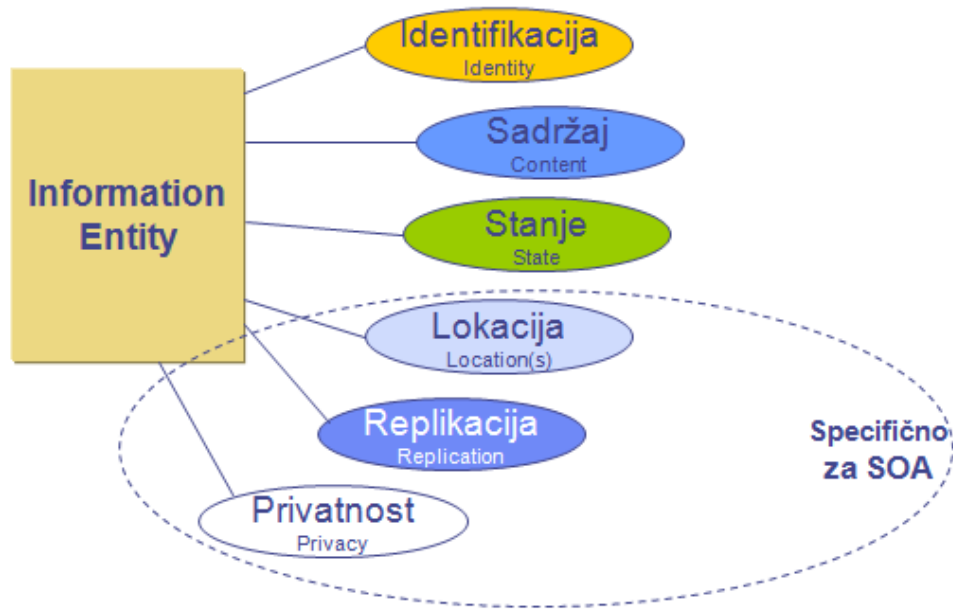 Identifikacija
Identity
Sadržaj
Content
Information
Entity
Stanje
State
Lokacija
Location(s)
Replikacija
Replication
Specifično
za SOA
Privatnost
Privacy